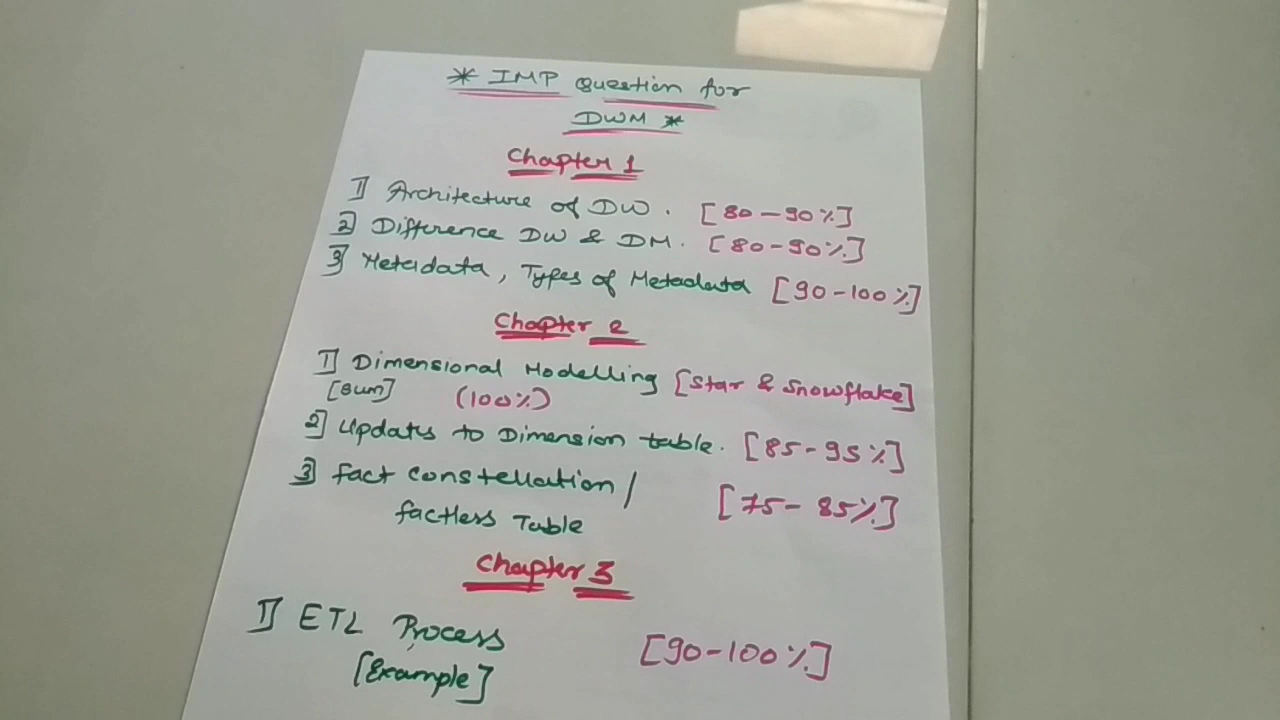 * IMP Question for
DWM *
Chapter 1
1] Architecture of DW. [80-90%]
2] Difference DW & DM. [80-90%]
3] Metadata, Types of Metadata [90-100%]
Chapter 2
1] Dimensional Modelling [Star & Snowflake]
[Sum] (100%)
2] Updates to Dimension table. [85-95%]
3] Fact constellation /
factless Table [75-85%]
Chapter 3
1] ETL Process [90-100%]
[Example]